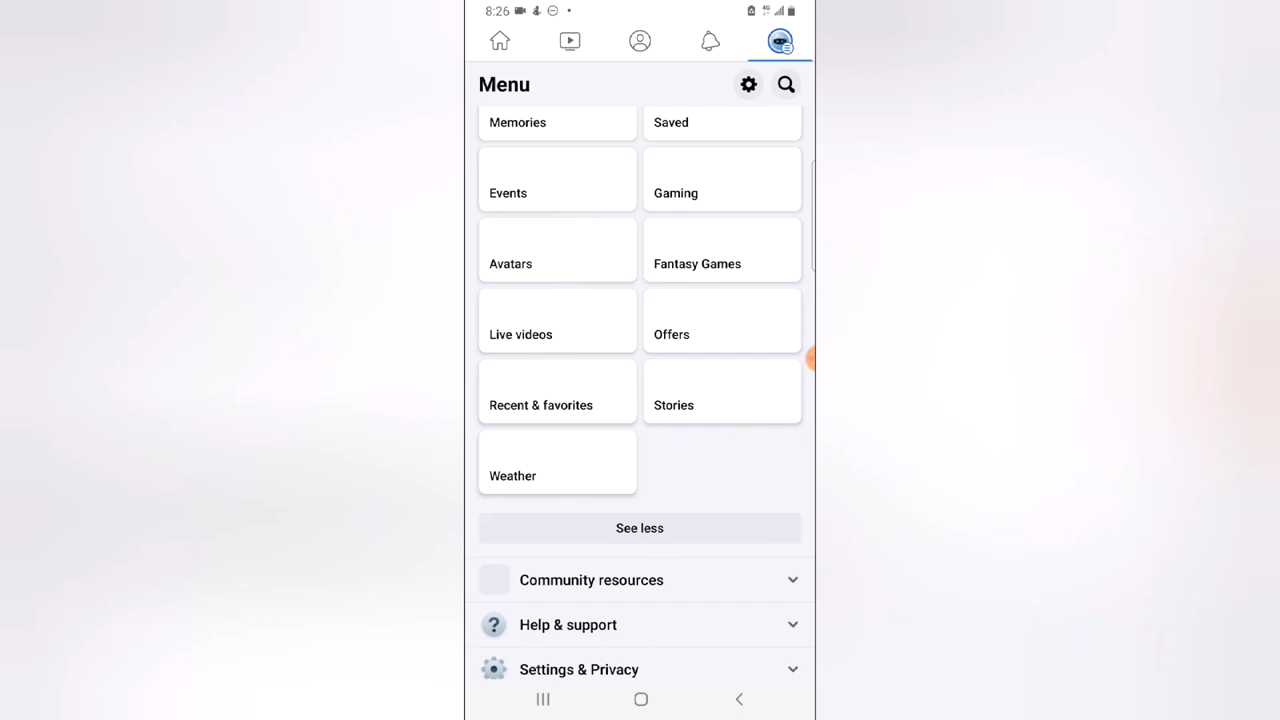 8:26
4G
Menu
Memories Saved
Events Gaming
Avatars Fantasy Games
Live videos Offers
Recent & favorites Stories
Weather
See less
Community resources
? Help & support
Settings & Privacy